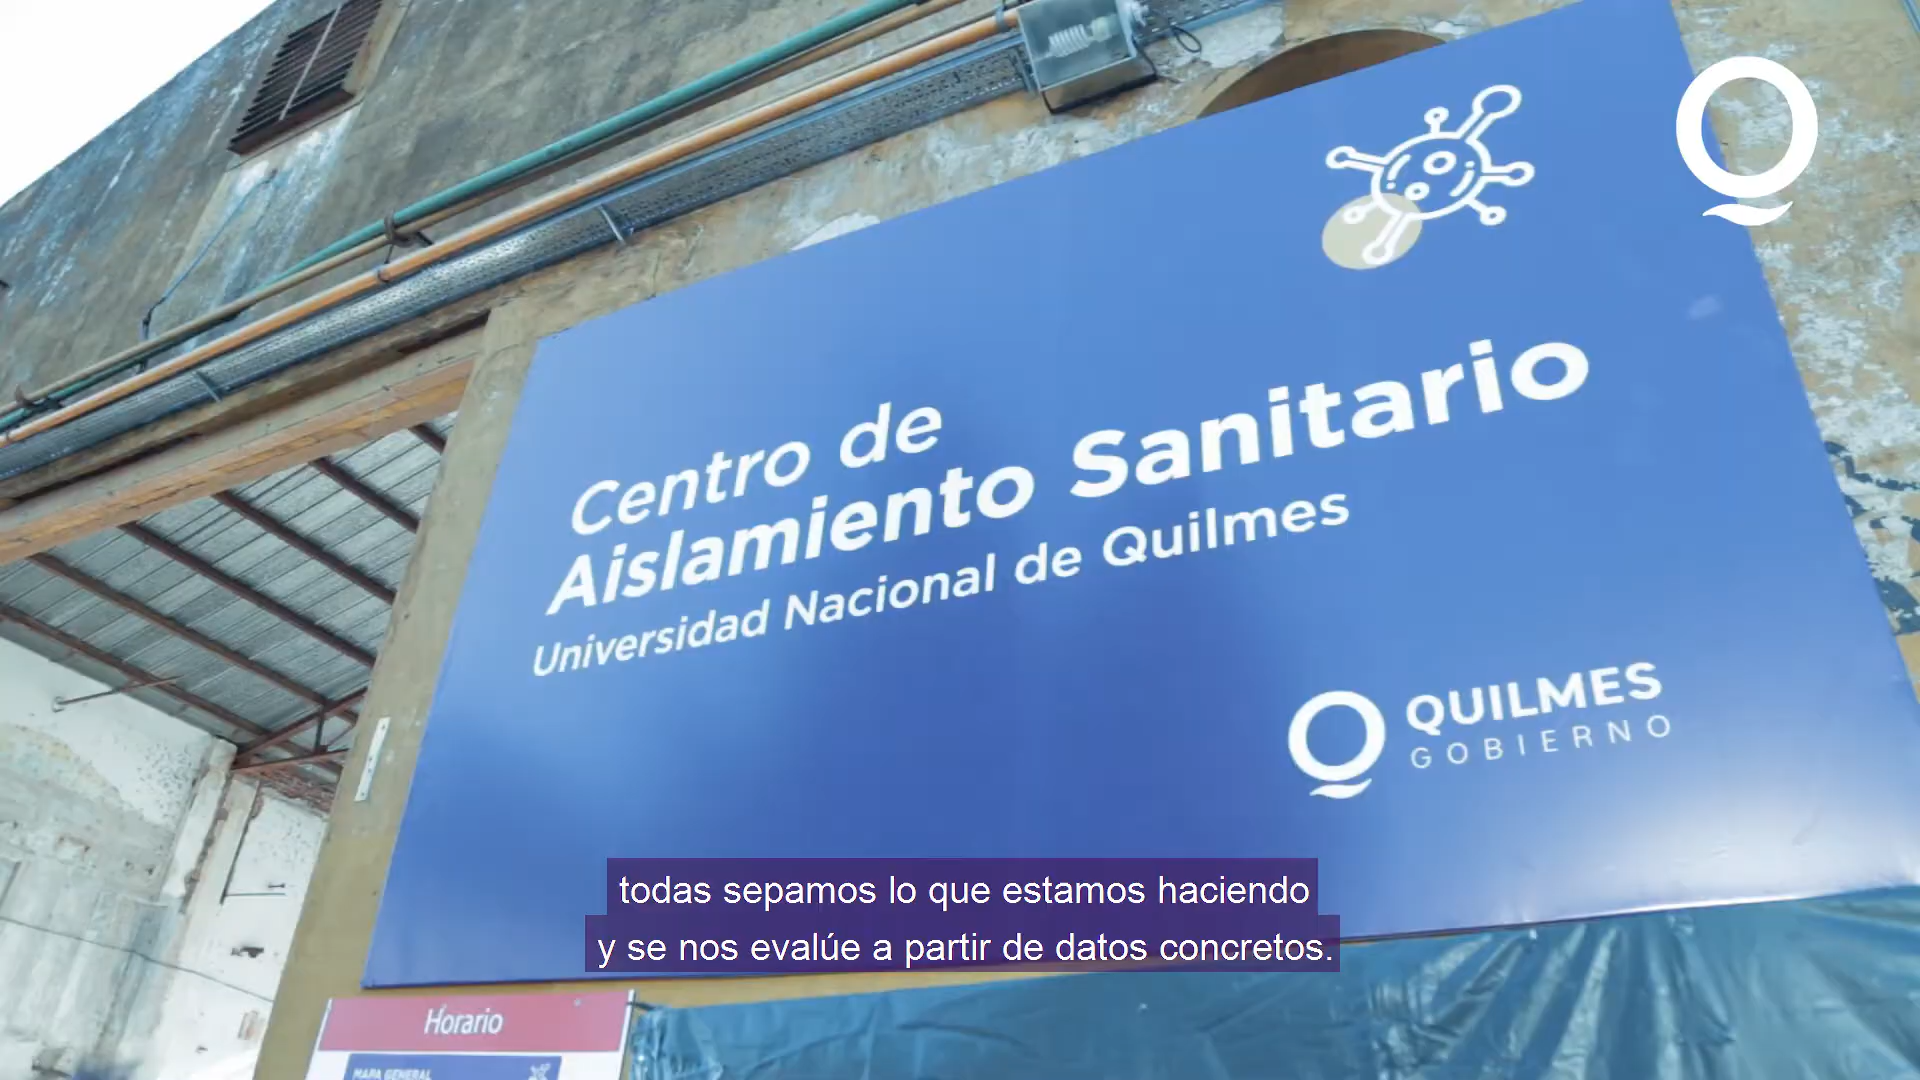 Centro de
Aislamiento Sanitario
Universidad Nacional de Quilmes
QUILMES
GOBIERNO
todas sepamos lo que estamos haciendo
y se nos evalúe a partir de datos concretos.
Horario
MAPA GENERAL